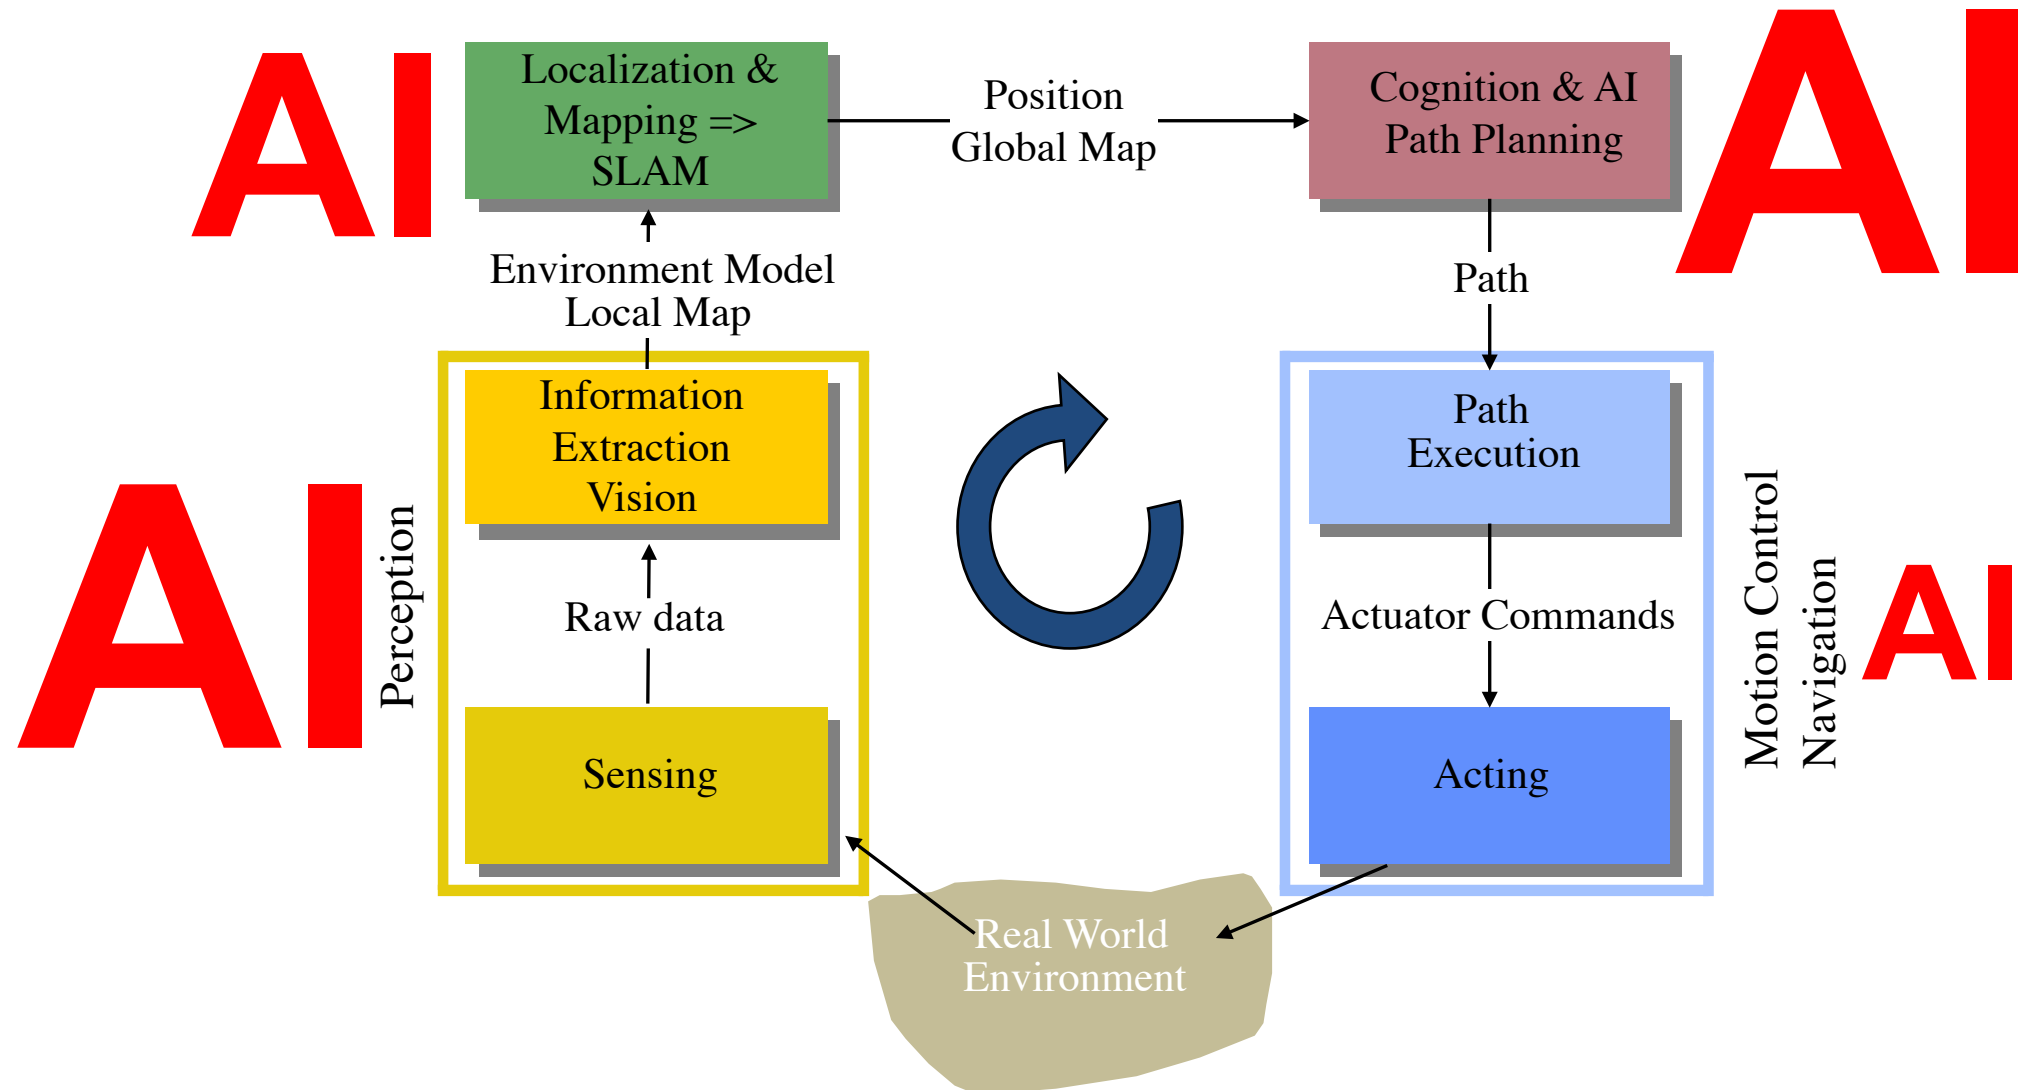 AI
Localization &
Mapping =>
SLAM
Position
Global Map
Cognition & AI
Path Planning
AI
Environment Model
Local Map
Path
Information
Extraction
Vision
Path
Execution
AI
Perception
Raw data
Actuator Commands
Motion Control
Navigation
AI
Sensing
Acting
Real World
Environment